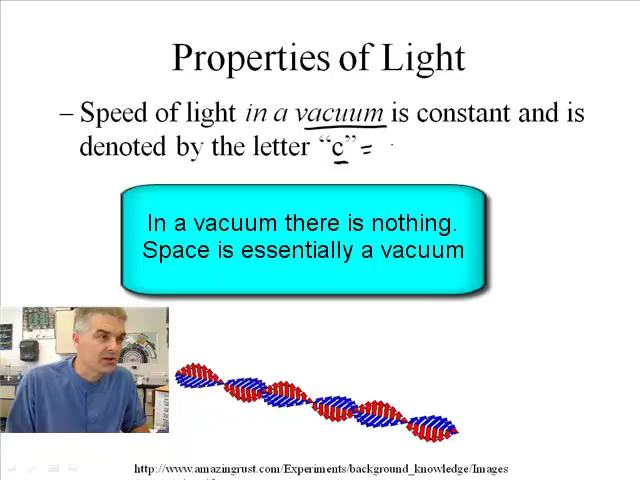 Properties of Light
– Speed of light in a vacuum is constant and is
denoted by the letter “c” =
In a vacuum there is nothing.
Space is essentially a vacuum
http://www.amazingrust.com/Experiments/background_knowledge/Images